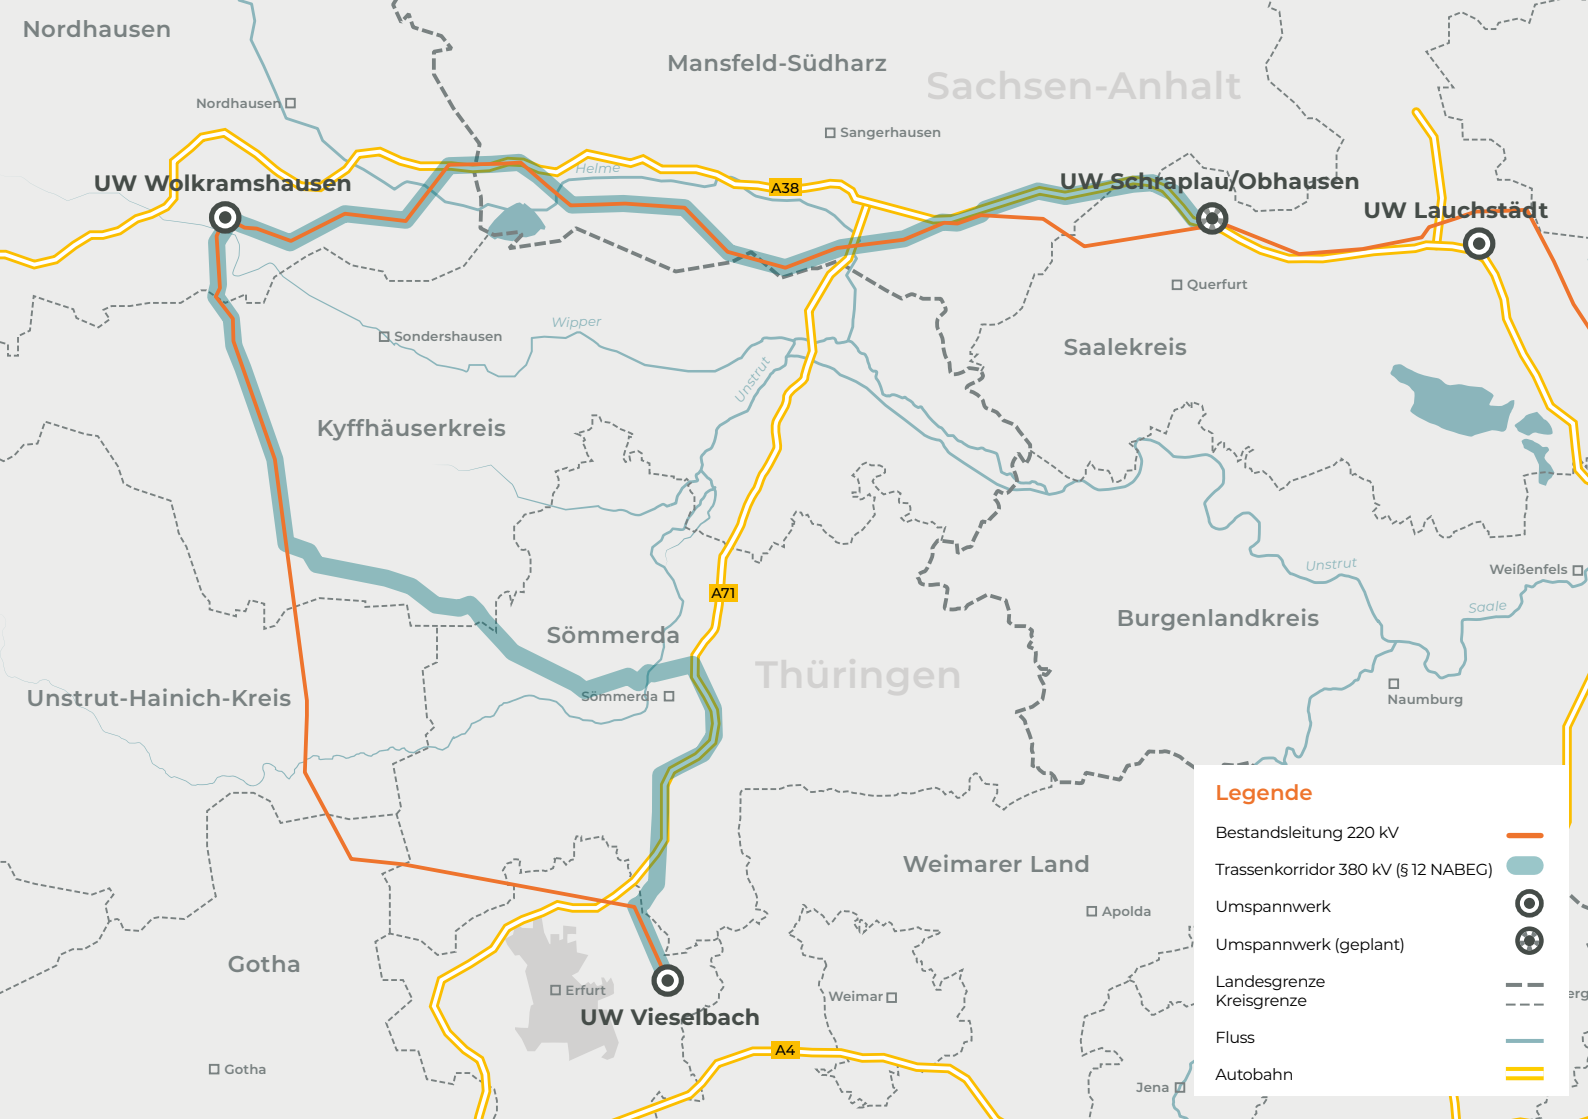 Nordhausen
Mansfeld-Südharz
Sachsen-Anhalt
Nordhausen
Sangerhausen
Helme
A38
UW Wolkramshausen
UW Schraplau/Obhausen
UW Lauchstädt
Querfurt
Wipper
Sondershausen
Saalekreis
Unstrut
Kyffhäuserkreis
Unstrut
Weißenfels
A71
Saale
Burgenlandkreis
Sömmerda
Thüringen
Unstrut-Hainich-Kreis
Sömmerda
Naumburg
Weimarer Land
Apolda
Gotha
Erfurt
Weimar
UW Vieselbach
A4
Gotha
Jena
Legende
Bestandsleitung 220 kV
Trassenkorridor 380 kV (§ 12 NABEG)
Umspannwerk
Umspannwerk (geplant)
Landesgrenze
Kreisgrenze
Fluss
Autobahn